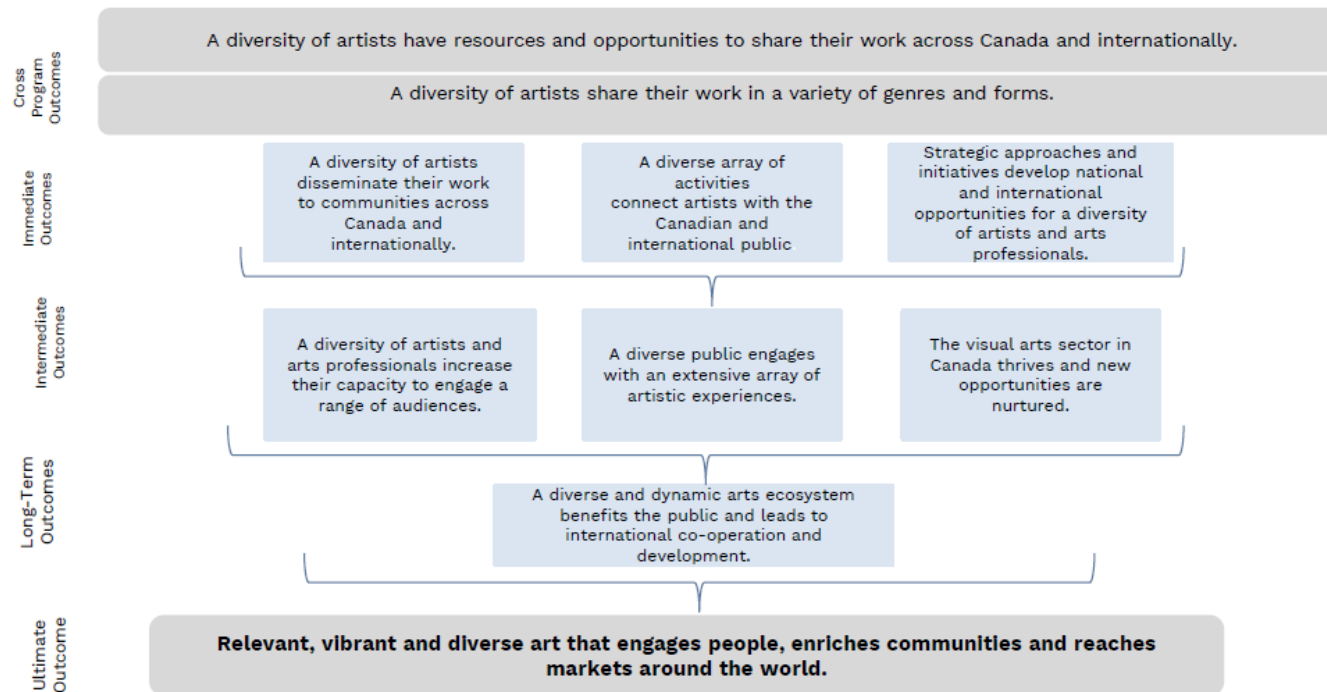 Cross
Program
Outcomes
A diversity of artists have resources and opportunities to share their work across Canada and internationally.
A diversity of artists share their work in a variety of genres and forms.
Immediate
Outcomes
A diversity of artists
disseminate their work
to communities across
Canada and
internationally.
A diverse array of
activities
connect artists with the
Canadian and
international public
Strategic approaches and
initiatives develop national
and international
opportunities for a diversity
of artists and arts
professionals.
Intermediate
Outcomes
A diversity of artists and
arts professionals increase
their capacity to engage a
range of audiences.
A diverse public engages
with an extensive array of
artistic experiences.
The visual arts sector in
Canada thrives and new
opportunities are
nurtured.
Long-Term
Outcomes
A diverse and dynamic arts ecosystem
benefits the public and leads to
international co-operation and
development.
Ultimate
Outcome
Relevant, vibrant and diverse art that engages people, enriches communities and reaches
markets around the world.